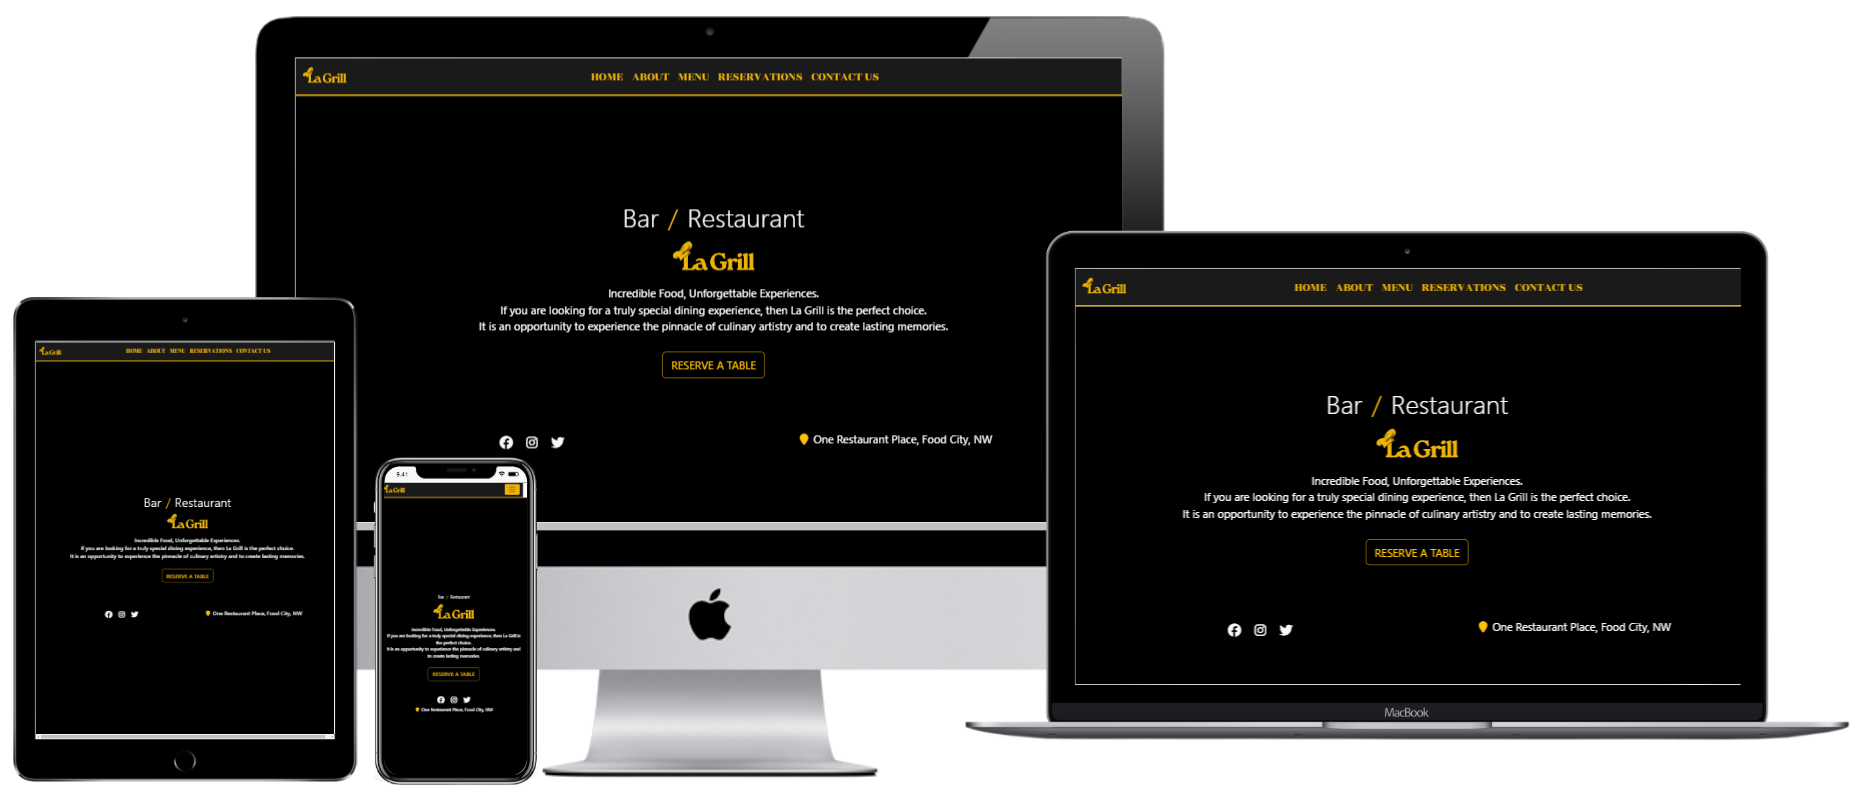 La Grill
HOME ABOUT MENU RESERVATIONS CONTACT US
Bar / Restaurant
La Grill
Incredible Food, Unforgettable Experiences.
If you are looking for a truly special dining experience, then La Grill is the perfect choice.
It is an opportunity to experience the pinnacle of culinary artistry and to create lasting memories.
RESERVE A TABLE
One Restaurant Place, Food City, NW
La Grill
HOME ABOUT MENU RESERVATIONS CONTACT US
Bar / Restaurant
La Grill
Incredible Food, Unforgettable Experiences.
If you are looking for a truly special dining experience, then La Grill is the perfect choice.
It is an opportunity to experience the pinnacle of culinary artistry and to create lasting memories.
RESERVE A TABLE
One Restaurant Place, Food City, NW
MacBook
La Grill
HOME ABOUT MENU RESERVATIONS CONTACT US
Bar / Restaurant
La Grill
Incredible Food, Unforgettable Experiences.
If you are looking for a truly special dining experience, then La Grill is the perfect choice.
It is an opportunity to experience the pinnacle of culinary artistry and to create lasting memories.
RESERVE A TABLE
One Restaurant Place, Food City, NW
9:41
La Grill
Bar / Restaurant
La Grill
Incredible Food, Unforgettable Experiences.
If you are looking for a truly special dining experience, then La Grill is
the perfect choice.
It is an opportunity to experience the pinnacle of culinary artistry and
to create lasting memories.
RESERVE A TABLE
One Restaurant Place, Food City, NW